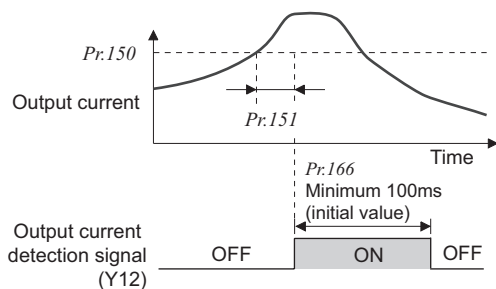 Pr.150
Output current
Pr.151
Time
Pr.166
Minimum 100ms
(initial value)
Output current
detection signal
(Y12)
OFF
ON
OFF